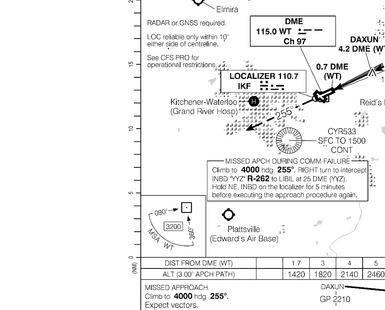 Elmira
RADAR or GNSS required.
LOC reliable only within 10°
either side of centreline.
See CFS PRO for
operational restrictions.
DME
115.0 WT
Ch 97
DAXUN
4.2 DME (WT)
0.7 DME
(WT)
LOCALIZER 110.7
IKF
Kitchener-Waterloo
(Grand River Hosp)
H
255°
Reid's
CYR533
SFC TO 1500
CONT
MISSED APCH DURING COMM FAILURE
Climb to 4000 hdg 255°. RIGHT turn to intercept
INBD "YYZ" R-262 to LIBIL at 25 DME (YYZ).
Hold NE, INBD on the localizer for 5 minutes
before executing the approach procedure again.
060°
3200
360°
MSA WT
Plattsville
(Edward's Air Base)
15
10
5
0
(NM)
DIST FROM DME (WT) 1.7 3 4 5
ALT (3.00° APCH PATH) 1420 1820 2140 2460
MISSED APPROACH
Climb to 4000 hdg 255°.
Expect vectors.
DAXUN
GP 2210